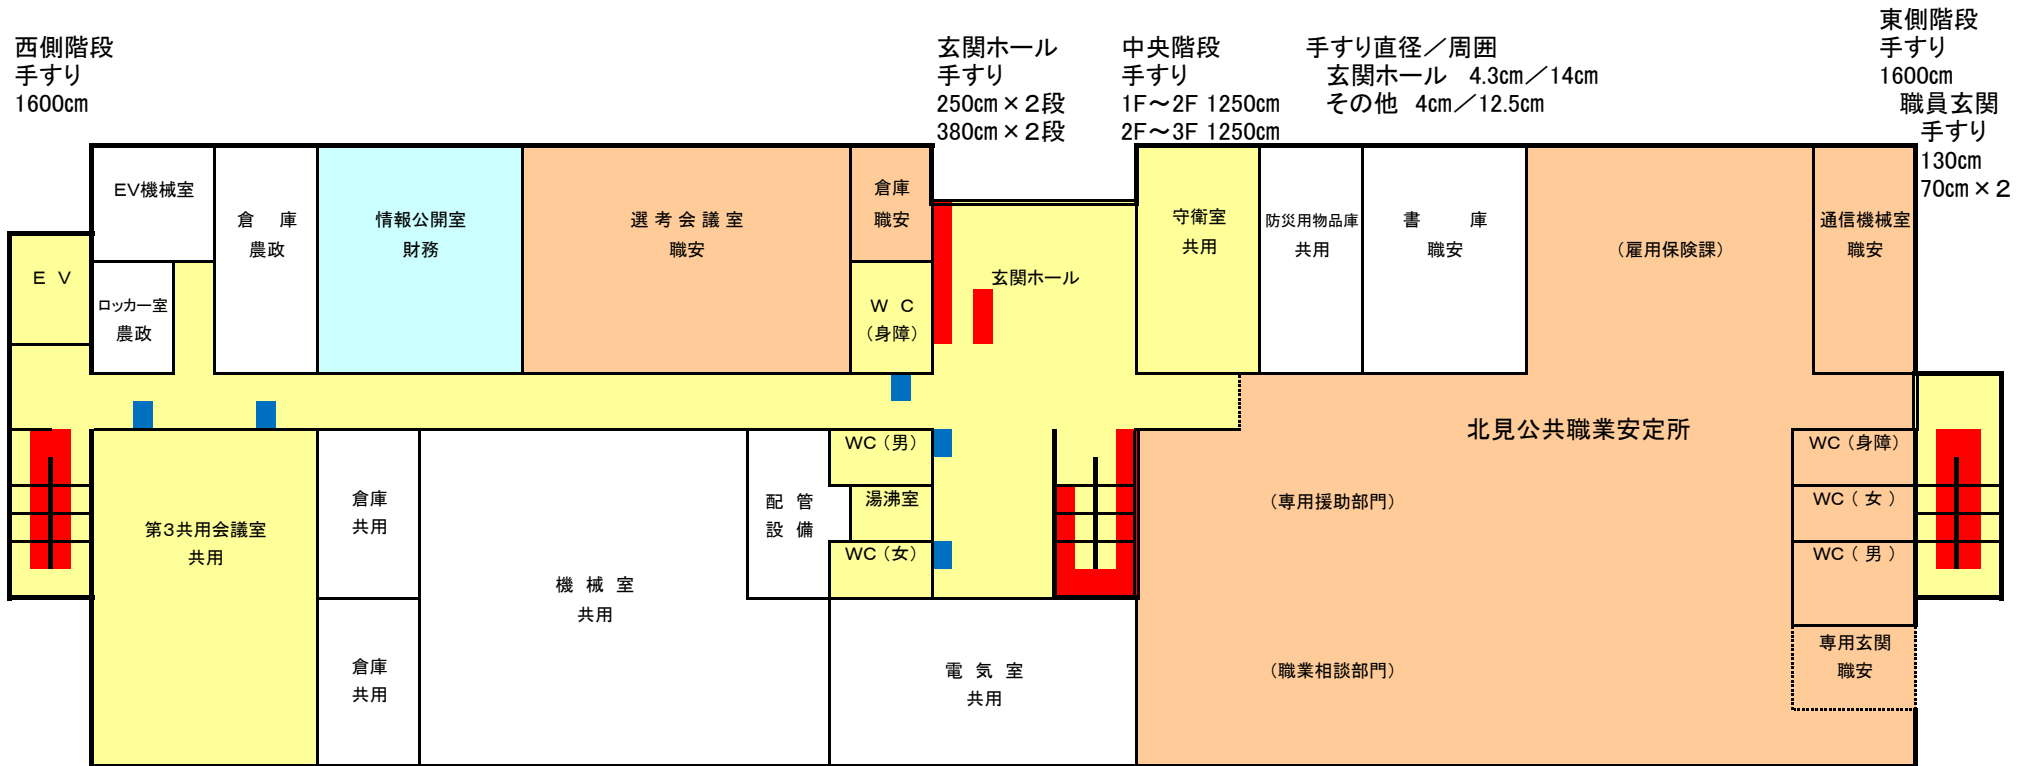 西側階段
手すり
1600㎝
玄関ホール
手すり
250㎝×２段
380㎝×２段
中央階段
手すり
1F～2F 1250㎝
2F～3F 1250㎝
手すり直径／周囲
玄関ホール 4.3㎝／14㎝
その他 4㎝／12.5㎝
東側階段
手すり
1600㎝
職員玄関
手すり
130㎝
70㎝×２
ＥＶ機械室
倉 庫
農政
情報公開室
財務
選 考 会 議 室
職安
倉庫
職安
守衛室
共用
防災用物品庫
共用
書 庫
職安
（雇用保険課）
通信機械室
職安
Ｅ Ｖ
ロッカー室
農政
Ｗ Ｃ
（身障）
玄関ホール
北見公共職業安定所
第３共用会議室
共用
倉庫
共用
機 械 室
共用
配 管
設 備
WC（男）
湯沸室
WC（女）
（専用援助部門）
WC（身障）
WC（ 女 ）
WC（ 男 ）
倉庫
共用
電 気 室
共用
（職業相談部門）
専用玄関
職安